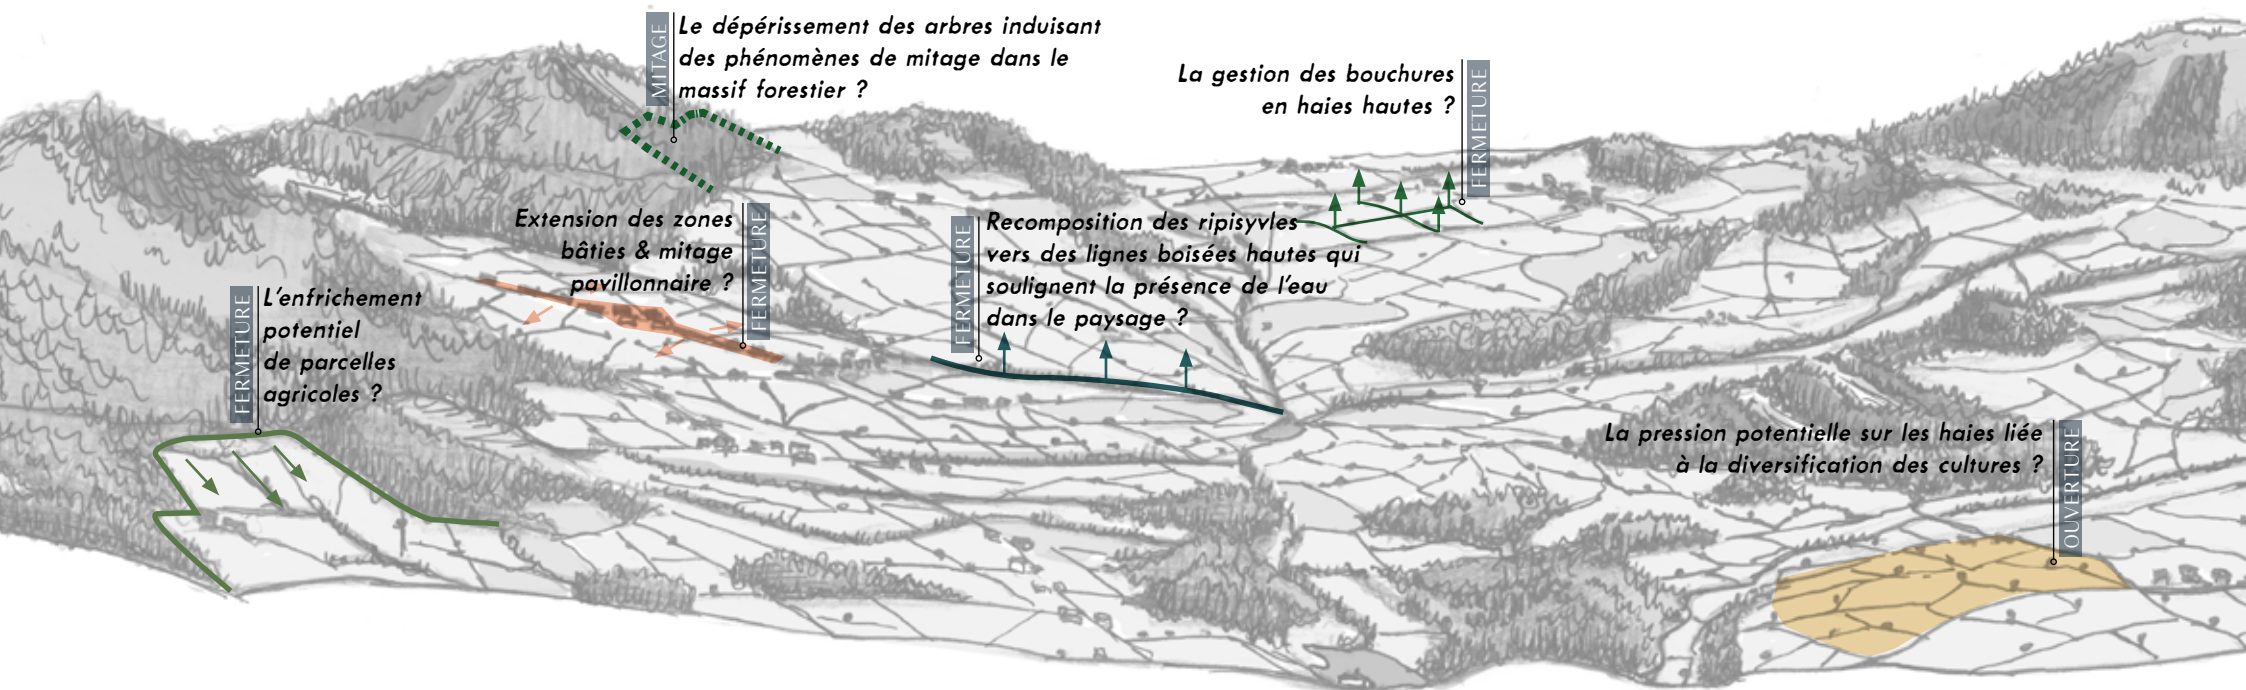 MITAGE
Le dépérissement des arbres induisant
des phénomènes de mitage dans le
massif forestier ?
La gestion des bouchures
en haies hautes ?
FERMETURE
Extension des zones
bâties & mitage
pavillonnaire ?
FERMETURE
FERMETURE
Recomposition des ripisyvles
vers des lignes boisées hautes qui
soulignent la présence de l'eau
dans le paysage ?
FERMETURE
L'enfrichement
potentiel
de parcelles
agricoles ?
La pression potentielle sur les haies liée
à la diversification des cultures ?
OUVERTURE